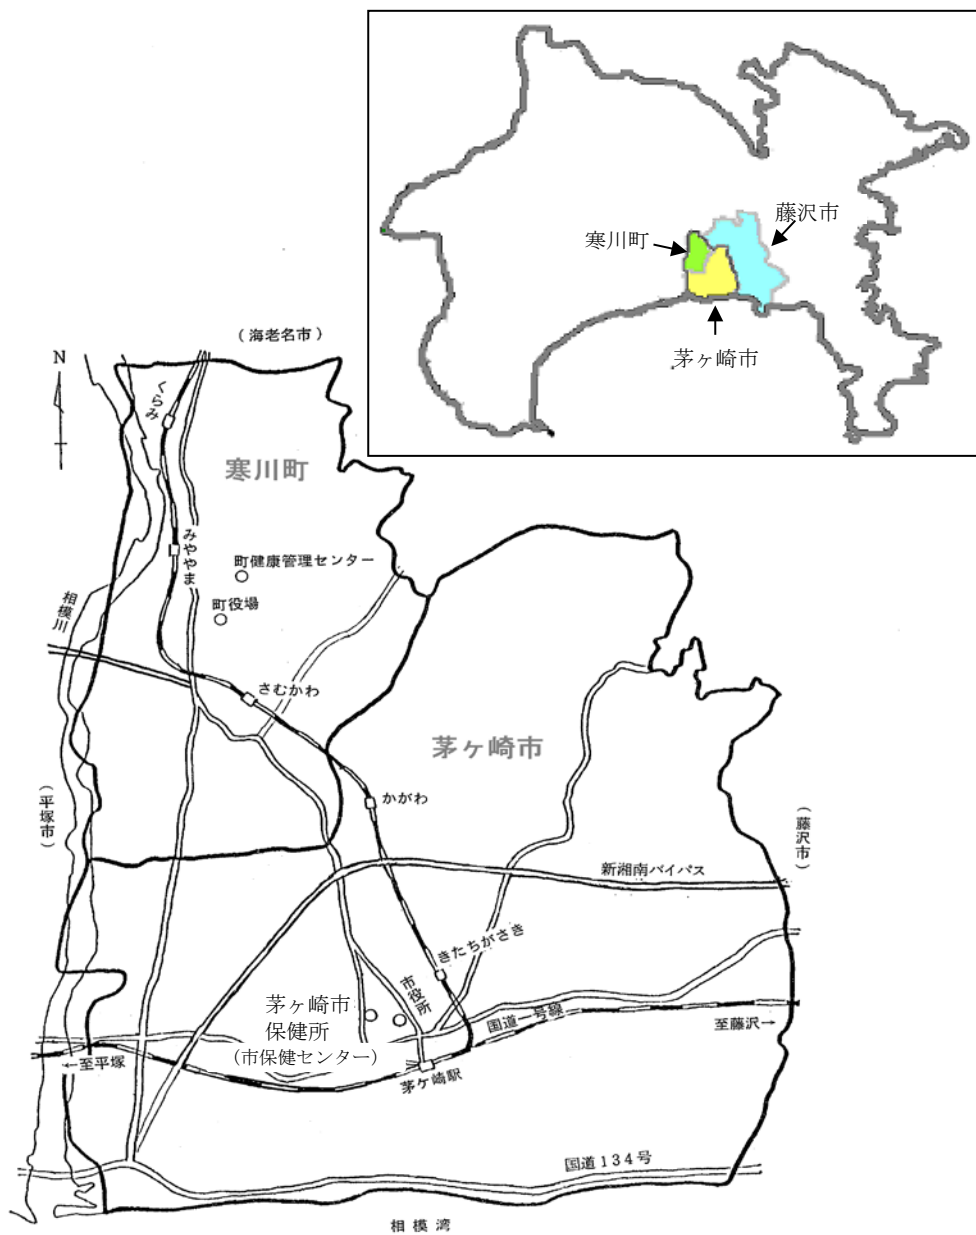 藤沢市
寒川町
茅ヶ崎市
(海老名市)
N
くらみ
寒川町
みややま
町健康管理センター
町役場
相模川
さむかわ
茅ヶ崎市
かがわ
(平塚市)
(藤沢市)
新湘南バイパス
きたちがさき
市役所
茅ヶ崎市
保健所
(市保健センター)
国道一号線
至藤沢→
←至平塚
茅ケ崎駅
国道134号
相模湾